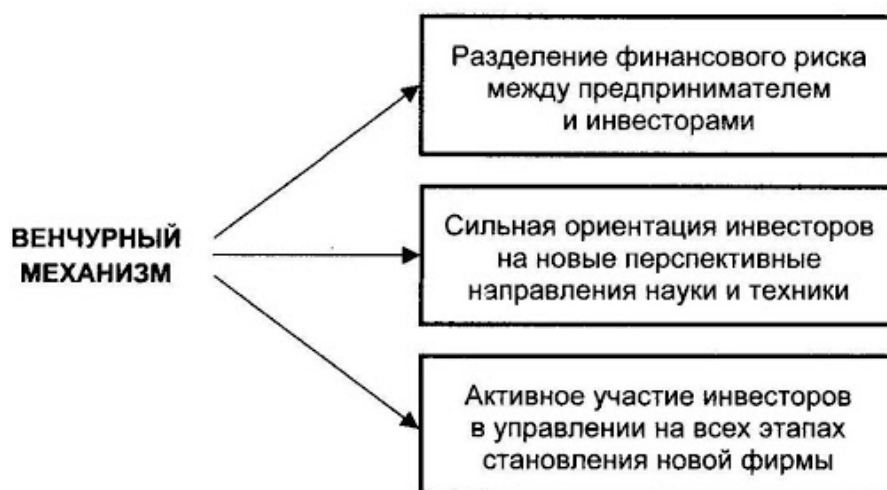 Разделение финансового риска
между предпринимателем
и инвесторами
ВЕНЧУРНЫЙ
МЕХАНИЗМ
Сильная ориентация инвесторов
на новые перспективные
направления науки и техники
Активное участие инвесторов
в управлении на всех этапах
становления новой фирмы